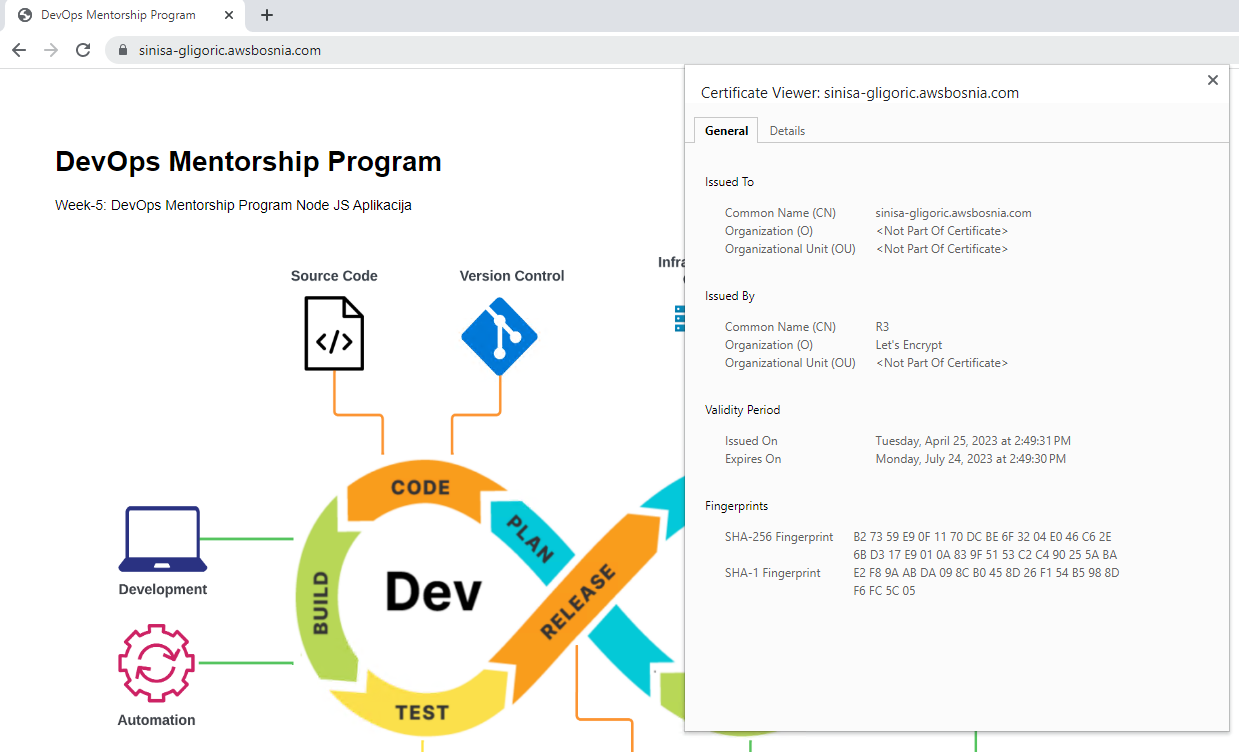 DevOps Mentorship Program
sinisa-gligoric.awsbosnia.com
DevOps Mentorship Program
Week-5: DevOps Mentorship Program Node JS Aplikacija
Source Code
Version Control
Infra
CODE
PLAN
BUILD
Dev
RELEASE
TEST
Development
Automation
Certificate Viewer: sinisa-gligoric.awsbosnia.com
General
Details
Issued To
Common Name (CN) sinisa-gligoric.awsbosnia.com
Organization (O) <Not Part Of Certificate>
Organizational Unit (OU) <Not Part Of Certificate>
Issued By
Common Name (CN) R3
Organization (O) Let's Encrypt
Organizational Unit (OU) <Not Part Of Certificate>
Validity Period
Issued On Tuesday, April 25, 2023 at 2:49:31 PM
Expires On Monday, July 24, 2023 at 2:49:30 PM
Fingerprints
SHA-256 Fingerprint B2 73 59 E9 0F 11 70 DC BE 6F 32 04 E0 46 C6 2E
6B D3 17 E9 01 0A 83 9F 51 53 C2 C4 90 25 5A BA
SHA-1 Fingerprint E2 F8 9A AB DA 09 8C B0 45 8D 26 F1 54 B5 98 8D
F6 FC 5C 05